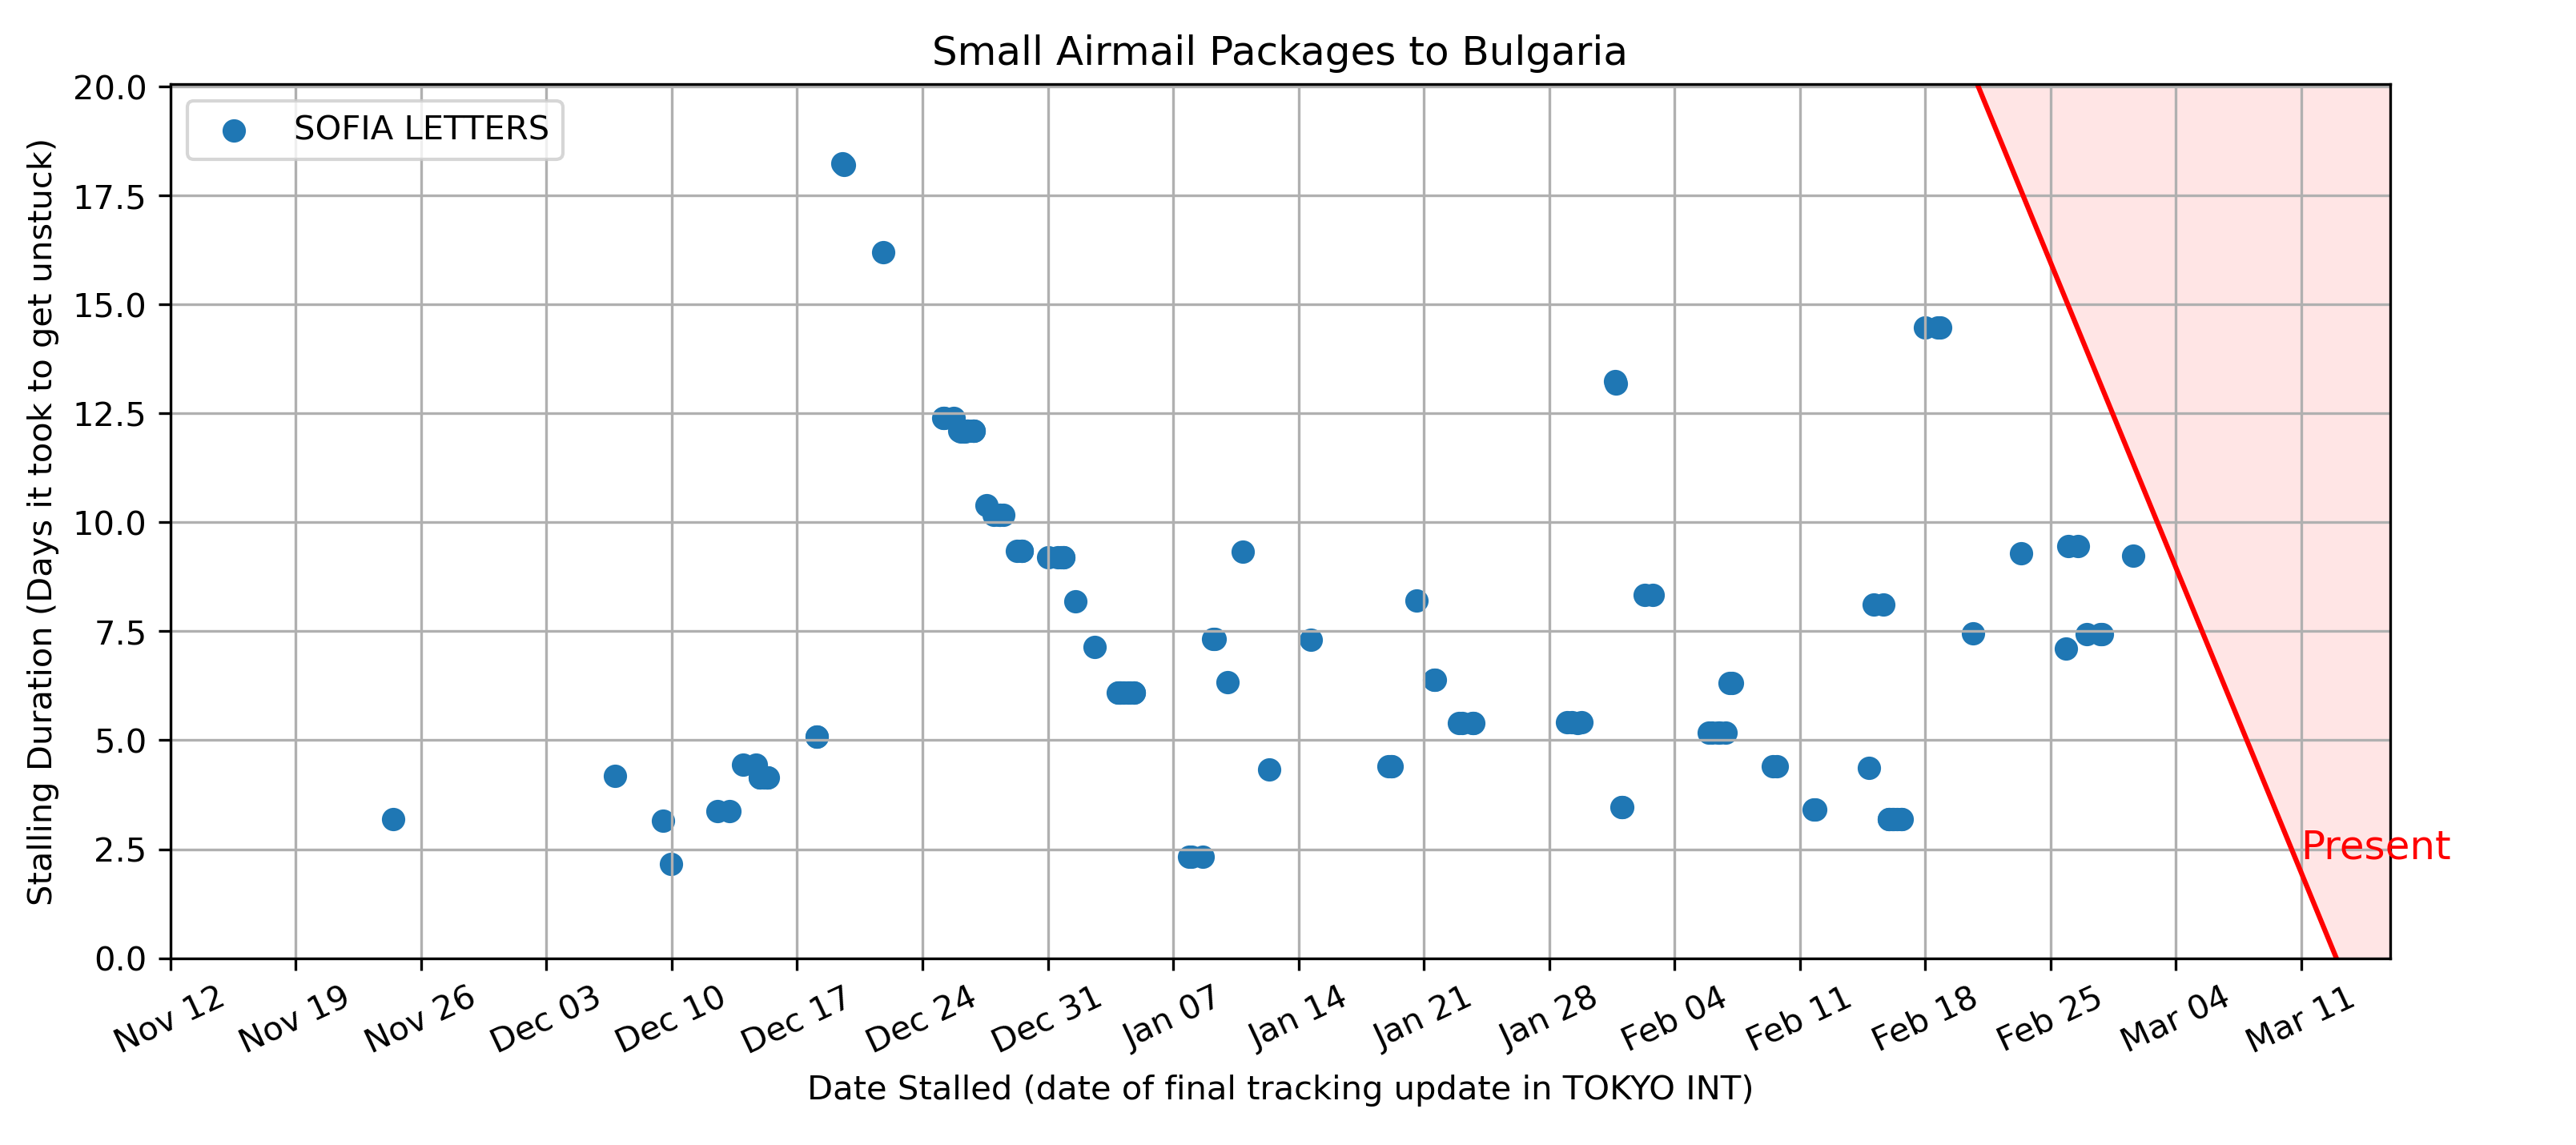 Small Airmail Packages to Bulgaria
SOFIA LETTERS
Stalling Duration (Days it took to get unstuck)
20.0
17.5
15.0
12.5
10.0
7.5
5.0
2.5
0.0
Present
Nov 12
Nov 19
Nov 26
Dec 03
Dec 10
Dec 17
Dec 24
Dec 31
Jan 07
Jan 14
Jan 21
Jan 28
Feb 04
Feb 11
Feb 18
Feb 25
Mar 04
Mar 11
Date Stalled (date of final tracking update in TOKYO INT)